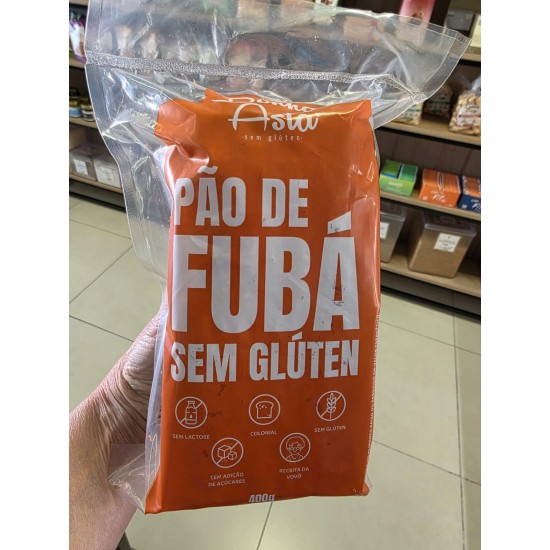 Asia
sem glúten
PÃO DE
FUBÁ
SEM GLÚTEN
SEM LACTOSE
COLONIAL
SEM GLÚTEN
SEM ADIÇÃO
DE AÇÚCARES
RECEITA DA
VOVÓ
400g